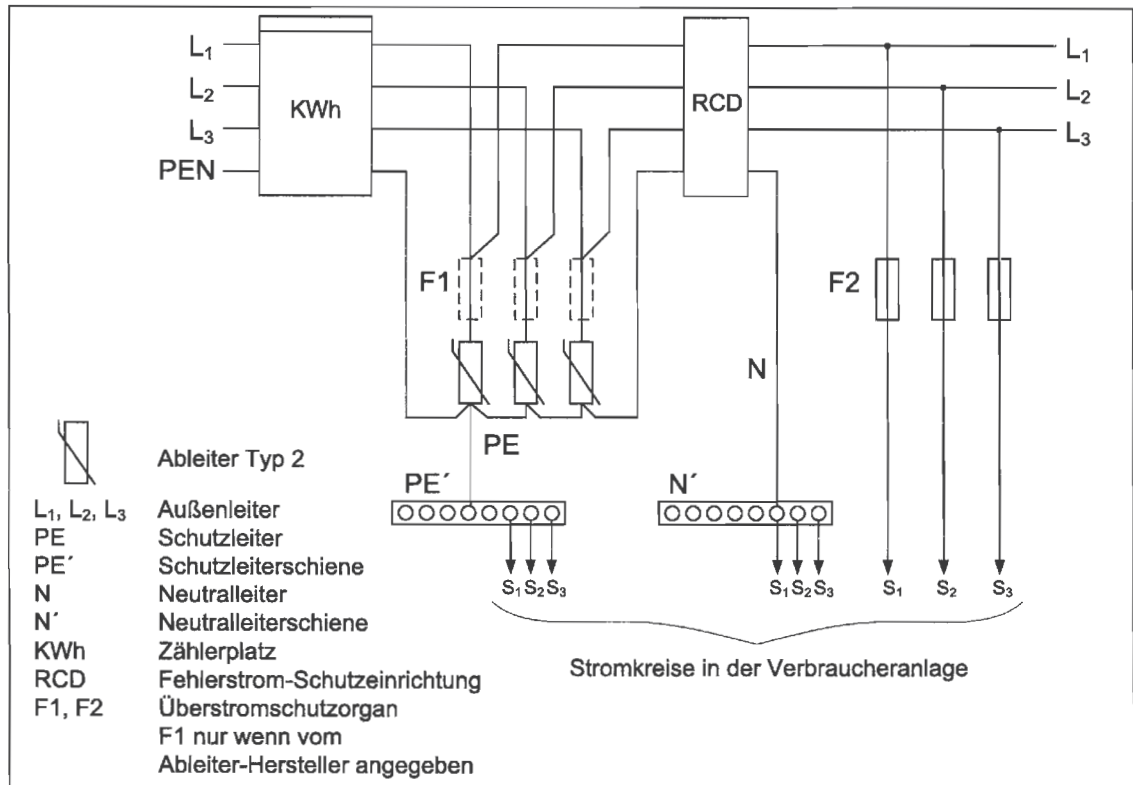 L₁
L₂
L₃
PEN
KWh
RCD
L₁
L₂
L₃
F1
F2
N
PE
PE´
N´
S₁ S₂ S₃
S₁ S₂ S₃
S₁ S₂ S₃
Stromkreise in der Verbraucheranlage
Ableiter Typ 2
L₁, L₂, L₃ Außenleiter
PE Schutzleiter
PE´ Schutzleiterschiene
N Neutralleiter
N´ Neutralleiterschiene
KWh Zählerplatz
RCD Fehlerstrom-Schutzeinrichtung
F1, F2 Überstromschutzorgan
F1 nur wenn vom
Ableiter-Hersteller angegeben